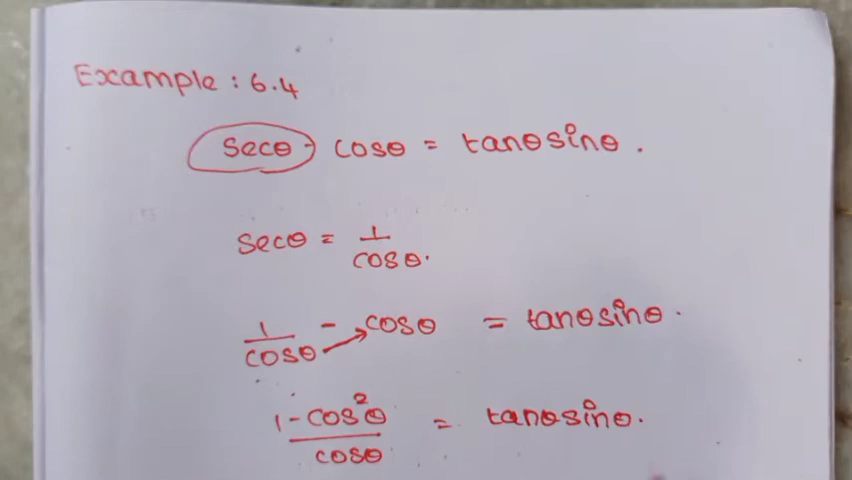 Example : 6.4
secθ - cosθ = tanθsinθ.
secθ = 1/cosθ.
1/cosθ - cosθ = tanθsinθ.
1-cos²θ/cosθ = tanθsinθ.